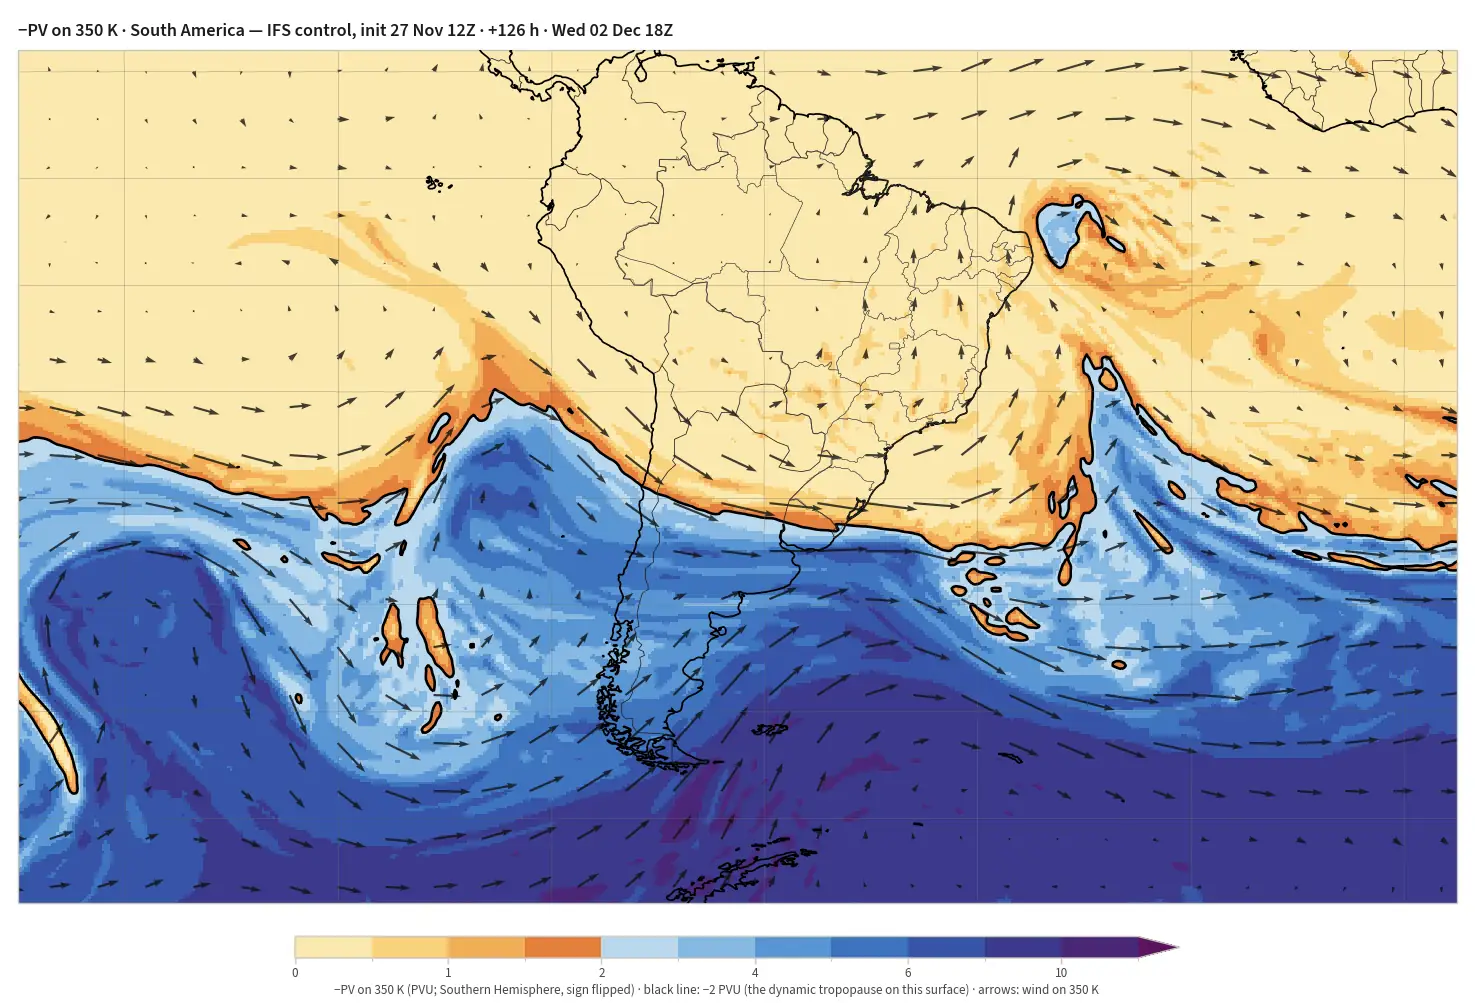 −PV on 350 K · South America — IFS control, init 27 Nov 12Z · +126 h · Wed 02 Dec 18Z
0 1 2 4 6 10
−PV on 350 K (PVU; Southern Hemisphere, sign flipped) · black line: −2 PVU (the dynamic tropopause on this surface) · arrows: wind on 350 K